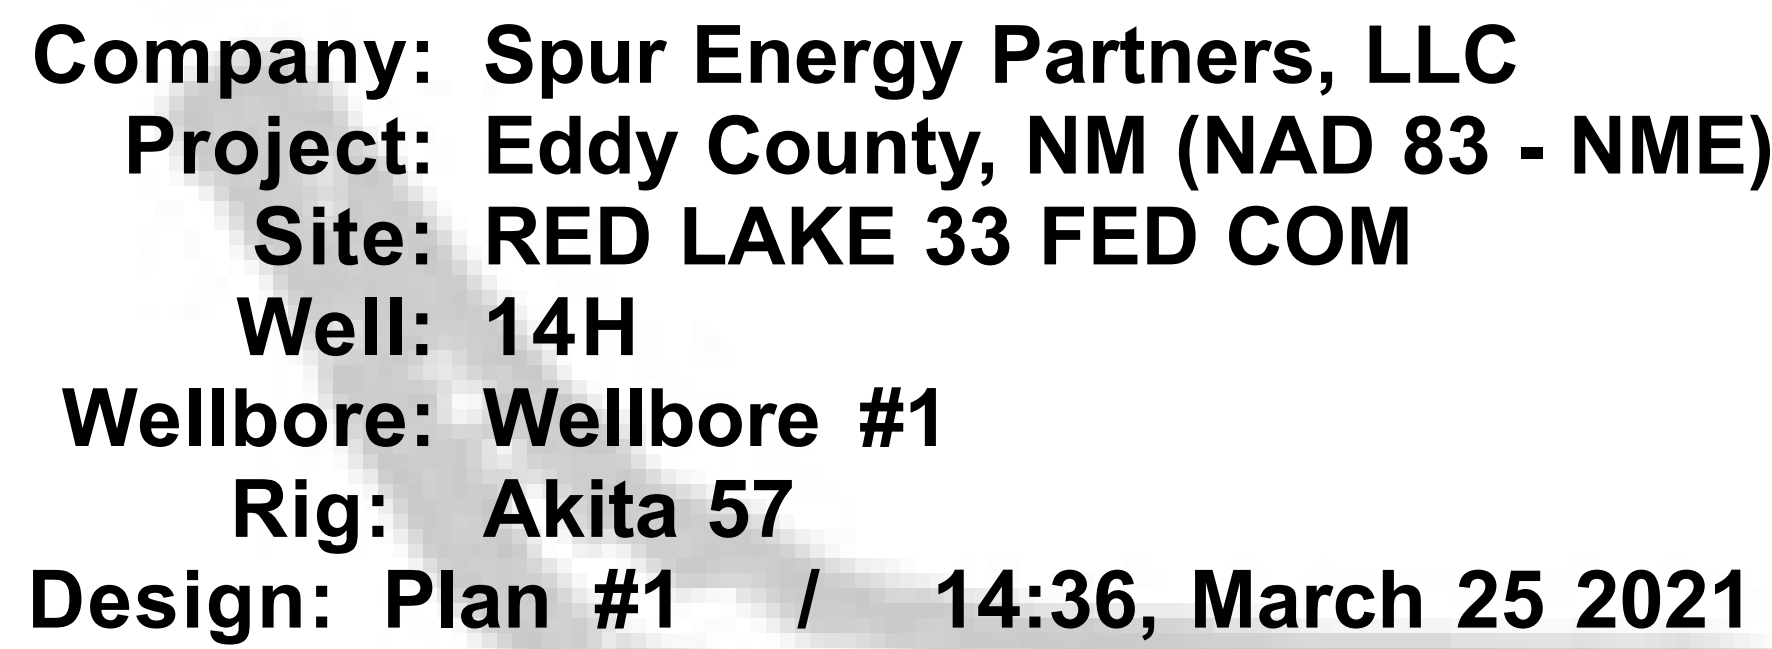 Company: Spur Energy Partners, LLC
Project: Eddy County, NM (NAD 83 - NME)
Site: RED LAKE 33 FED COM
Well: 14H
Wellbore: Wellbore #1
Rig: Akita 57
Design: Plan #1 / 14:36, March 25 2021